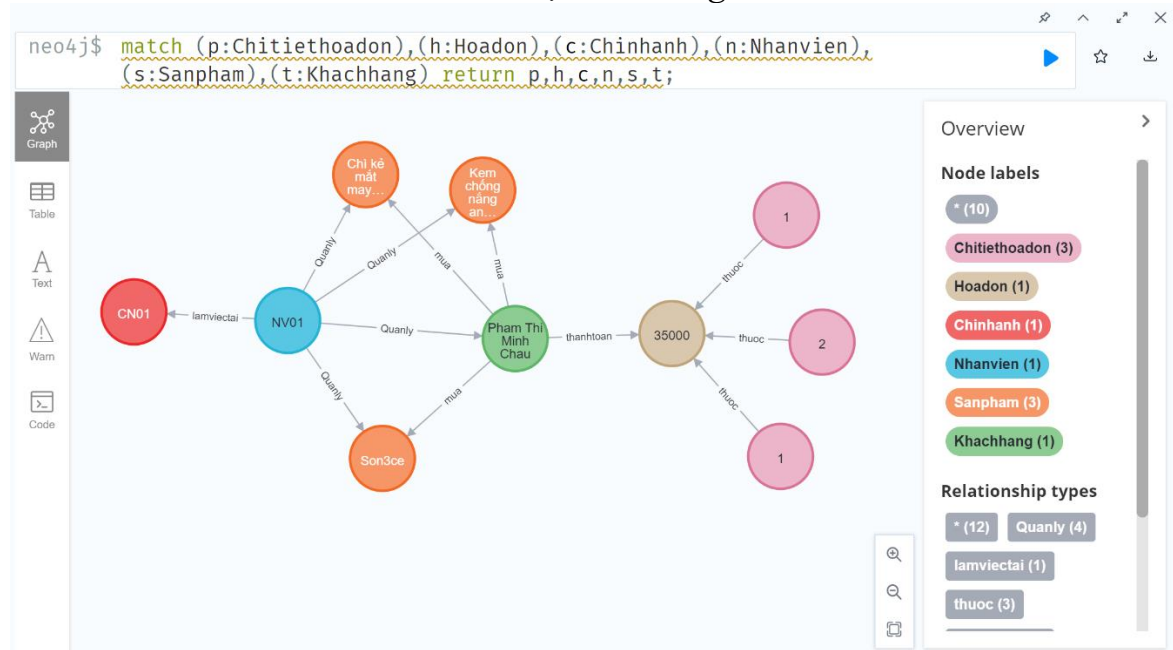 neo4j$ match (p:Chitiethoadon),(h:Hoadon),(c:Chinhanh),(n:Nhanvien),
(s:Sanpham),(t:Khachhang) return p,h,c,n,s,t;
Graph
Table
Text
Warn
Code
Chì kẻ
mắt
may...
Kem
chống
nắng
an...
1
Quanly
Quanly
mua
mua
thuoc
CN01
lamviectai
NV01
Quanly
Pham Thi
Minh
Chau
thanhtoan
35000
thuoc
2
Quanly
mua
thuoc
Son3ce
1
Overview
Node labels
* (10)
Chitiethoadon (3)
Hoadon (1)
Chinhanh (1)
Nhanvien (1)
Sanpham (3)
Khachhang (1)
Relationship types
* (12) Quanly (4)
lamviectai (1)
thuoc (3)